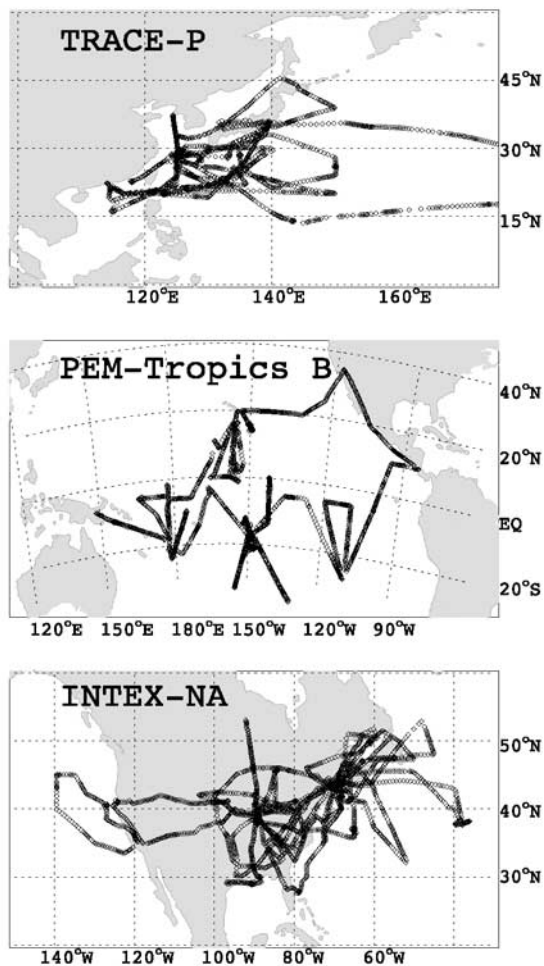 TRACE-P
45°N
30°N
15°N
120°E 140°E 160°E
PEM-Tropics B
40°N
20°N
EQ
20°S
120°E 150°E 180°E 150°W 120°W 90°W
INTEX-NA
50°N
40°N
30°N
140°W 120°W 100°W 80°W 60°W